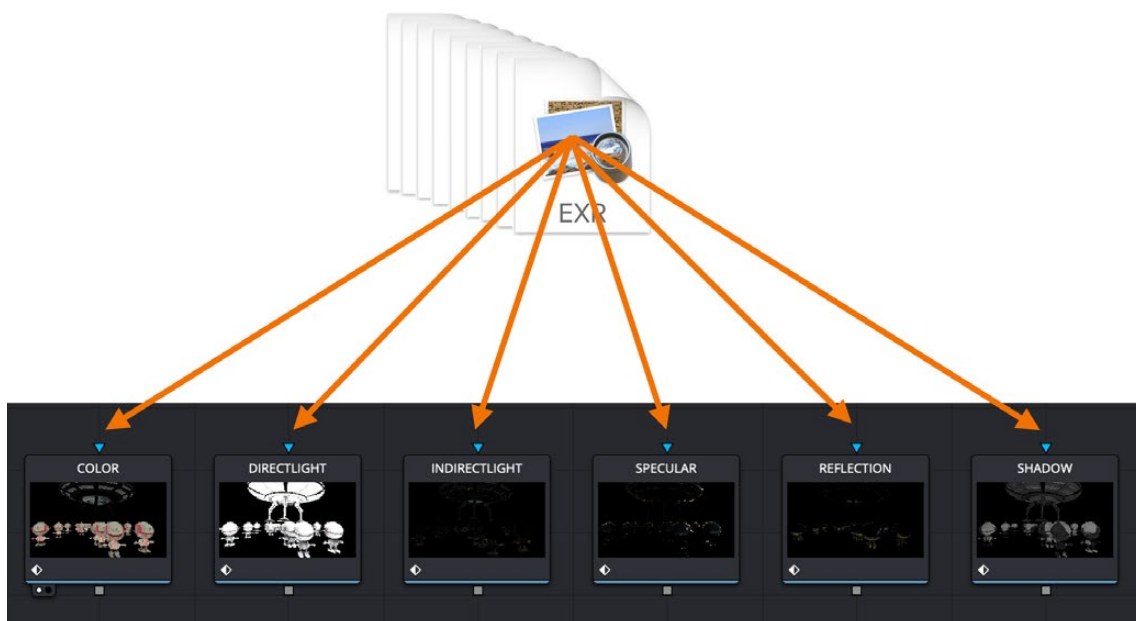 EXR
COLOR
DIRECTLIGHT
INDIRECTLIGHT
SPECULAR
REFLECTION
SHADOW